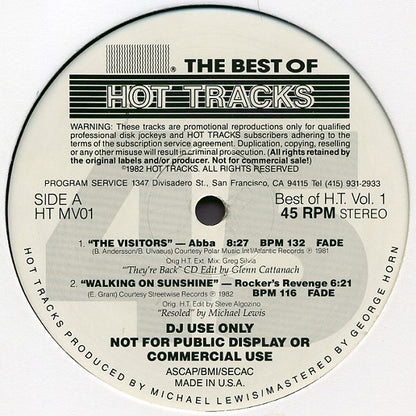 ® THE BEST OF
HOT TRACKS
WARNING: These tracks are promotional reproductions only for qualified
professional disk jockeys and HOT TRACKS subscribers adhering to the
terms of the subscription service agreement. Duplication, copying, reselling
or any other misuse will result in criminal prosecution. (All rights retained by
the original labels and/or producer. Not for commercial sale!)
©1982 HOT TRACKS. ALL RIGHTS RESERVED
PROGRAM SERVICE 1347 Divisadero St., San Francisco, CA 94115 Tel (415) 931-2933
SIDE A
HT MV01
Best of H.T. Vol. 1
45 RPM STEREO
45
1. "THE VISITORS" — Abba 8:27 BPM 132 FADE
(B. Andersson/B. Ulvaeus) Courtesy Polar Music Int/Atlantic Records ℗ 1981
Orig H.T. Ext. Mix: Greg Silvia
"They're Back" CD Edit by Glenn Cattanach
2. "WALKING ON SUNSHINE" — Rocker's Revenge 6:21
(E. Grant) Courtesy Streetwise Records ℗ 1982 BPM 116 FADE
Orig. H.T. Ext Edit by Steve Algozino
"Resoled" by Michael Lewis
DJ USE ONLY
NOT FOR PUBLIC DISPLAY OR
COMMERCIAL USE
ASCAP/BMI/SECAC
MADE IN U.S.A.
HOT TRACKS PRODUCED BY MICHAEL LEWIS/MASTERED BY GEORGE HORN